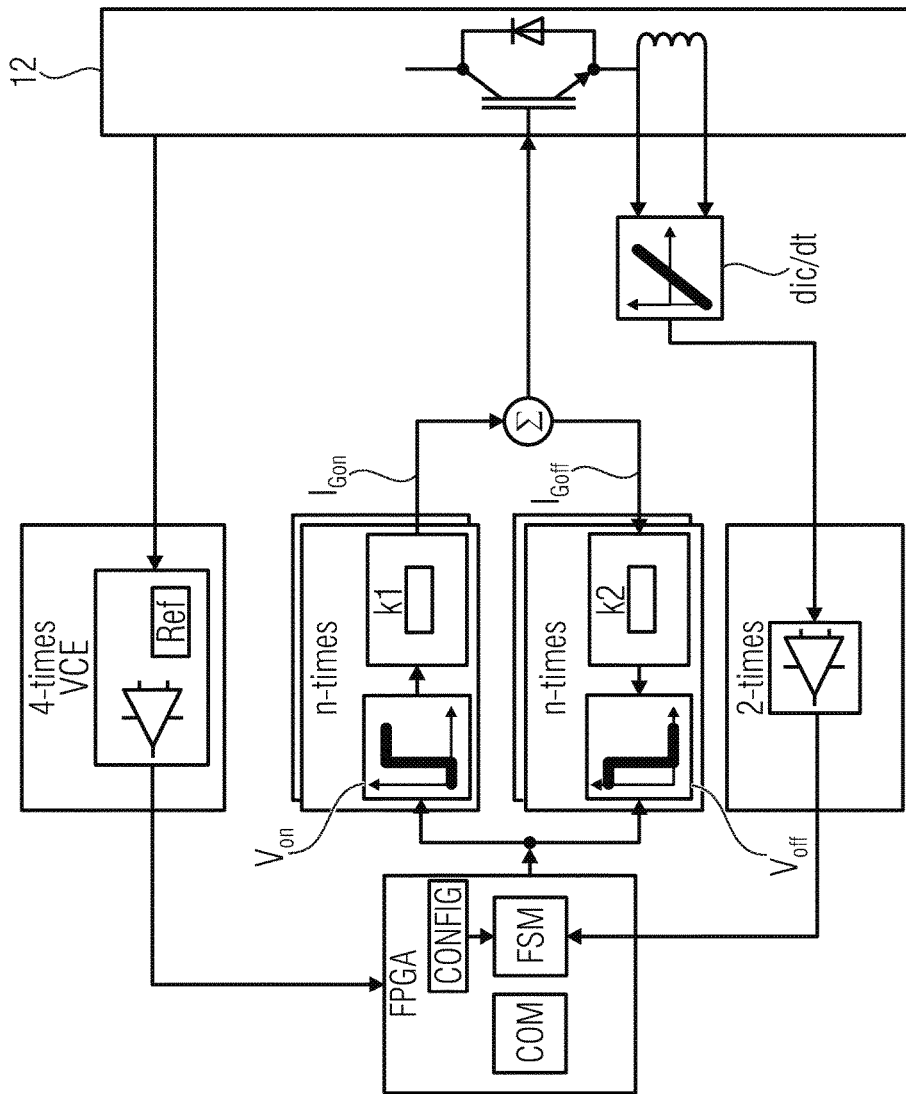 12
4-times
VCE
Ref
n-times
k1
I_Gon
V_on
Σ
FPGA
CONFIG
FSM
COM
n-times
k2
I_Goff
V_off
2-times
dic/dt